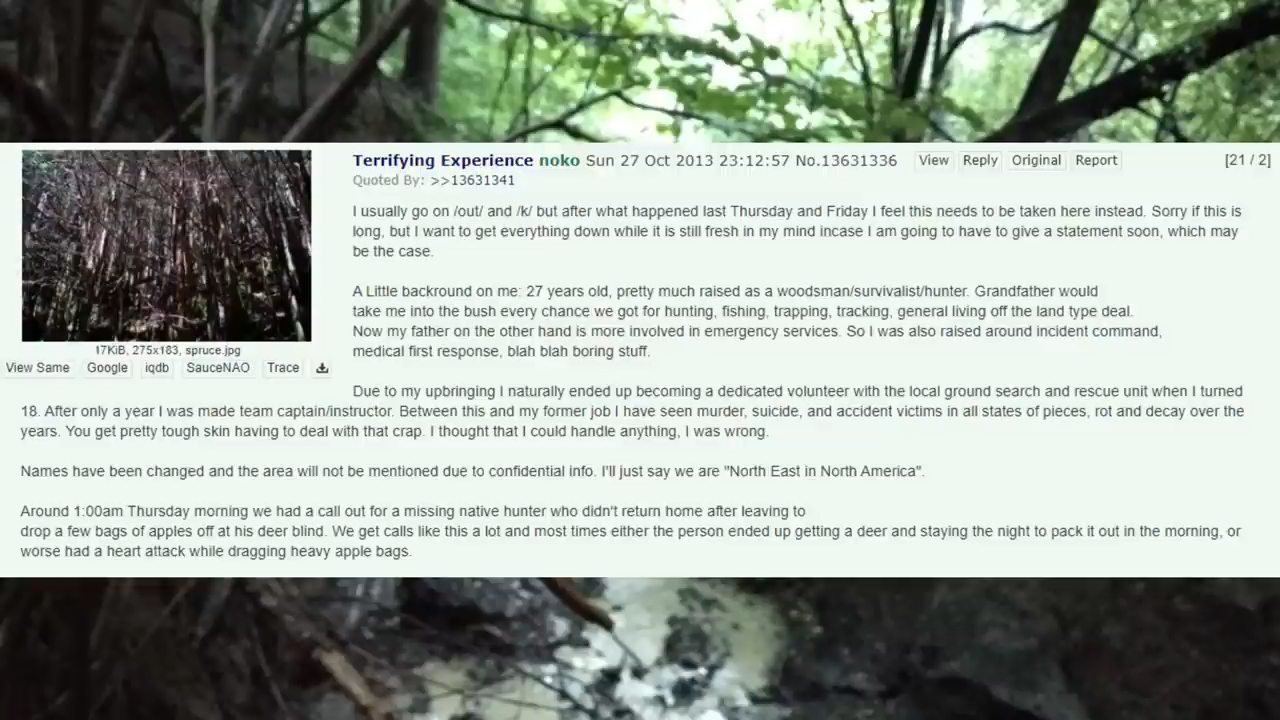 Terrifying Experience noko Sun 27 Oct 2013 23:12:57 No.13631336 View Reply Original Report [21 / 2]
Quoted By: >>13631341
I usually go on /out/ and /k/ but after what happened last Thursday and Friday I feel this needs to be taken here instead. Sorry if this is
long, but I want to get everything down while it is still fresh in my mind incase I am going to have to give a statement soon, which may
be the case.
A Little backround on me: 27 years old, pretty much raised as a woodsman/survivalist/hunter. Grandfather would
take me into the bush every chance we got for hunting, fishing, trapping, tracking, general living off the land type deal.
Now my father on the other hand is more involved in emergency services. So I was also raised around incident command,
medical first response, blah blah boring stuff.
17KiB, 275x183, spruce.jpg
View Same Google iqdb SauceNAO Trace
Due to my upbringing I naturally ended up becoming a dedicated volunteer with the local ground search and rescue unit when I turned
18. After only a year I was made team captain/instructor. Between this and my former job I have seen murder, suicide, and accident victims in all states of pieces, rot and decay over the
years. You get pretty tough skin having to deal with that crap. I thought that I could handle anything, I was wrong.
Names have been changed and the area will not be mentioned due to confidential info. I'll just say we are "North East in North America".
Around 1:00am Thursday morning we had a call out for a missing native hunter who didn't return home after leaving to
drop a few bags of apples off at his deer blind. We get calls like this a lot and most times either the person ended up getting a deer and staying the night to pack it out in the morning, or
worse had a heart attack while dragging heavy apple bags.